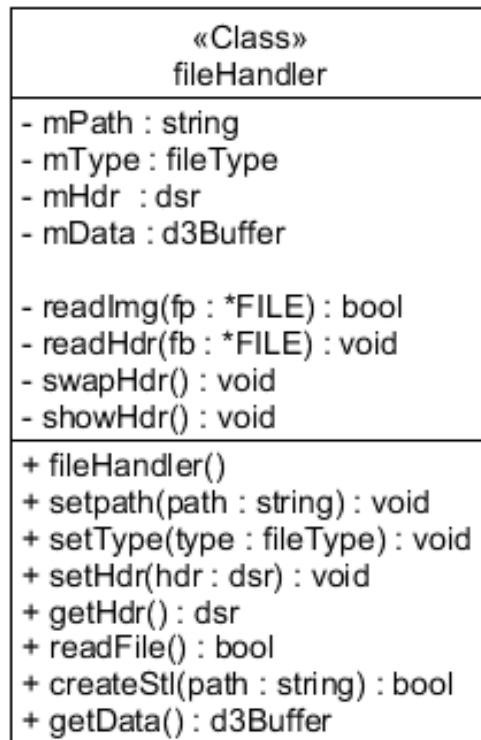 «Class»
fileHandler
- mPath : string
- mType : fileType
- mHdr : dsr
- mData : d3Buffer
- readImg(fp : *FILE) : bool
- readHdr(fb : *FILE) : void
- swapHdr() : void
- showHdr() : void
+ fileHandler()
+ setpath(path : string) : void
+ setType(type : fileType) : void
+ setHdr(hdr : dsr) : void
+ getHdr() : dsr
+ readFile() : bool
+ createStl(path : string) : bool
+ getData() : d3Buffer